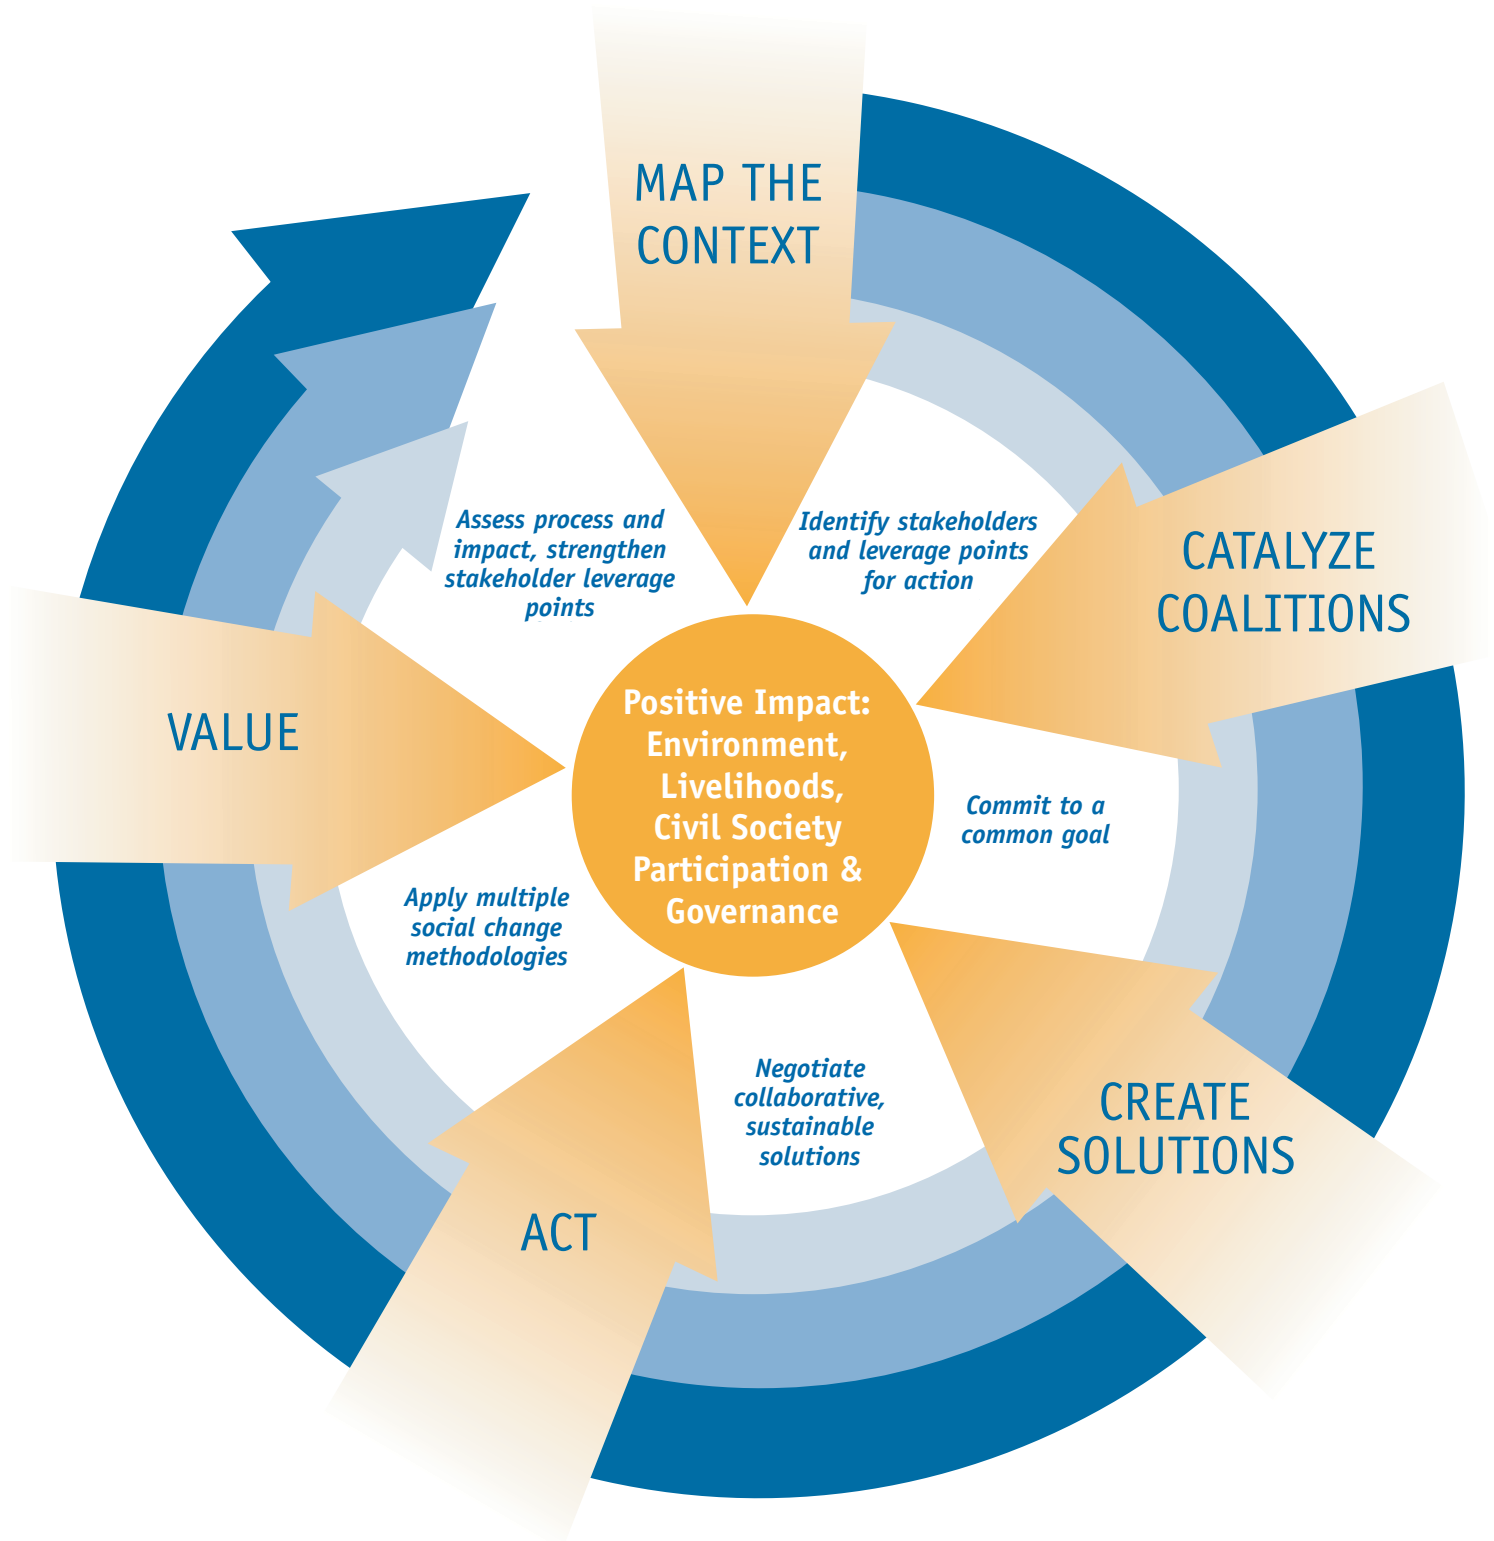 MAP THE
CONTEXT
Identify stakeholders
and leverage points
for action
CATALYZE
COALITIONS
Commit to a
common goal
CREATE
SOLUTIONS
Negotiate
collaborative,
sustainable
solutions
ACT
Apply multiple
social change
methodologies
VALUE
Assess process and
impact, strengthen
stakeholder leverage
points
Positive Impact:
Environment,
Livelihoods,
Civil Society
Participation &
Governance